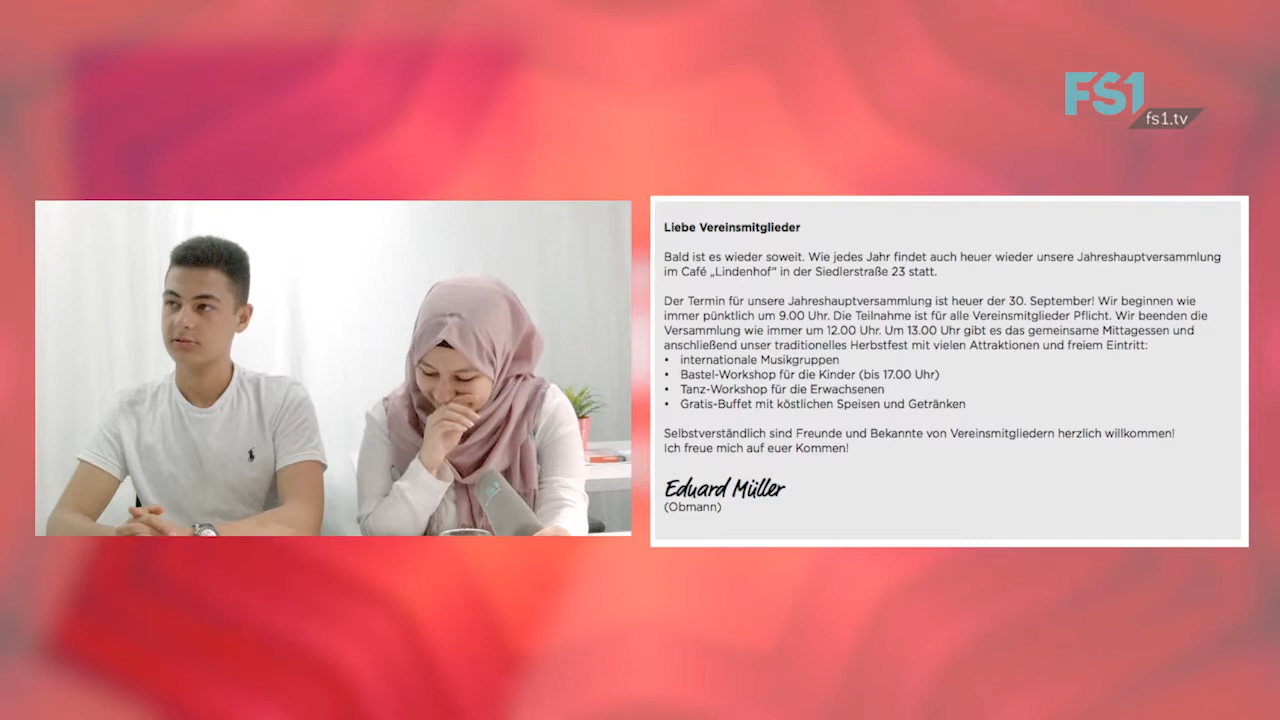 FS1
fs1.tv
Liebe Vereinsmitglieder
Bald ist es wieder soweit. Wie jedes Jahr findet auch heuer wieder unsere Jahreshauptversammlung
im Café „Lindenhof“ in der Siedlerstraße 23 statt.
Der Termin für unsere Jahreshauptversammlung ist heuer der 30. September! Wir beginnen wie
immer pünktlich um 9.00 Uhr. Die Teilnahme ist für alle Vereinsmitglieder Pflicht. Wir beenden die
Versammlung wie immer um 12.00 Uhr. Um 13.00 Uhr gibt es das gemeinsame Mittagessen und
anschließend unser traditionelles Herbstfest mit vielen Attraktionen und freiem Eintritt:
• internationale Musikgruppen
• Bastel-Workshop für die Kinder (bis 17.00 Uhr)
• Tanz-Workshop für die Erwachsenen
• Gratis-Buffet mit köstlichen Speisen und Getränken
Selbstverständlich sind Freunde und Bekannte von Vereinsmitgliedern herzlich willkommen!
Ich freue mich auf euer Kommen!
Eduard Müller
(Obmann)